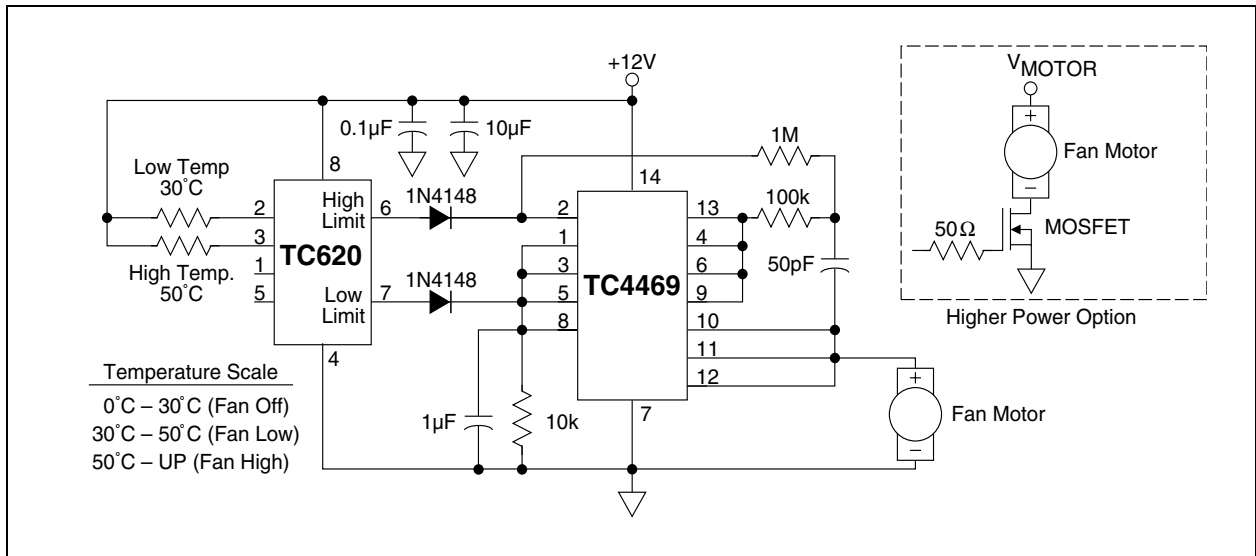 +12V
0.1µF
10µF
1M
Low Temp
30°C
8
14
100k
2
High
Limit
6
1N4148
2
13
3
TC620
1
4
High Temp.
50°C
1
3
TC4469
6
50pF
5
Low
Limit
7
1N4148
5
9
8
10
4
11
12
Temperature Scale
0°C – 30°C (Fan Off)
30°C – 50°C (Fan Low)
50°C – UP (Fan High)
1µF
10k
7
+
Fan Motor
–
VMOTOR
+
Fan Motor
–
50Ω
MOSFET
Higher Power Option